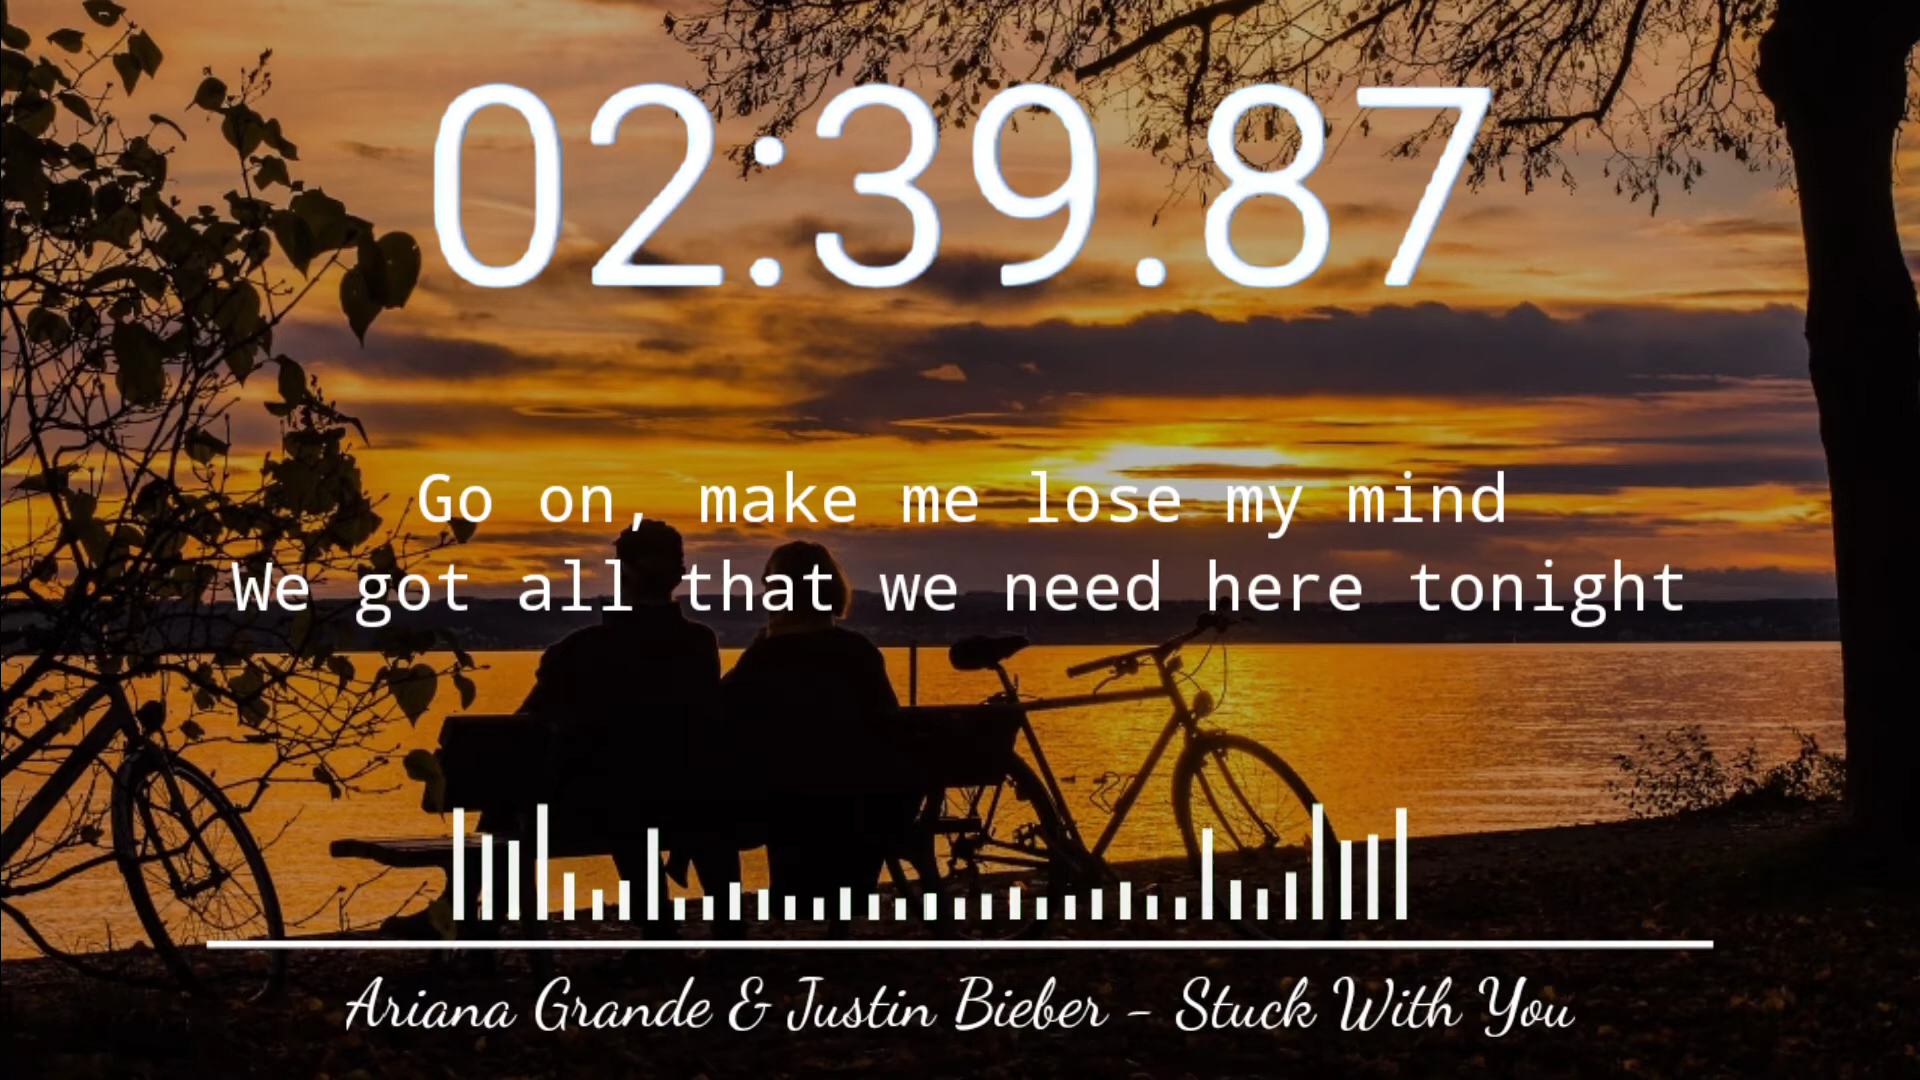 02:39.87
Go on, make me lose my mind
We got all that we need here tonight
Ariana Grande & Justin Bieber - Stuck With You